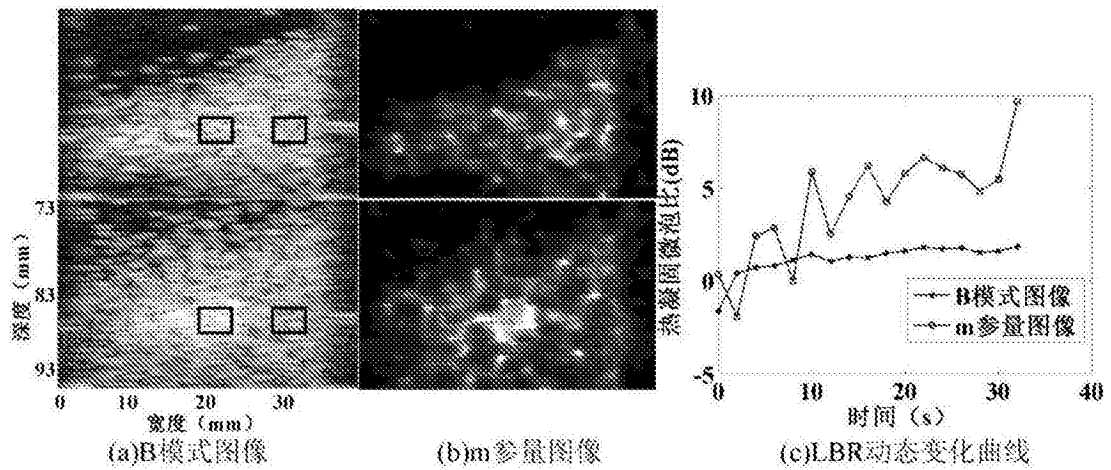 73
83
93
深度（mm）
0 10 20 30
宽度（mm）
(a)B模式图像
(b)m参量图像
热凝固微泡比(dB)
10
5
0
-5
0 10 20 30 40
B模式图像
m参量图像
时间（s）
(c)LBR动态变化曲线